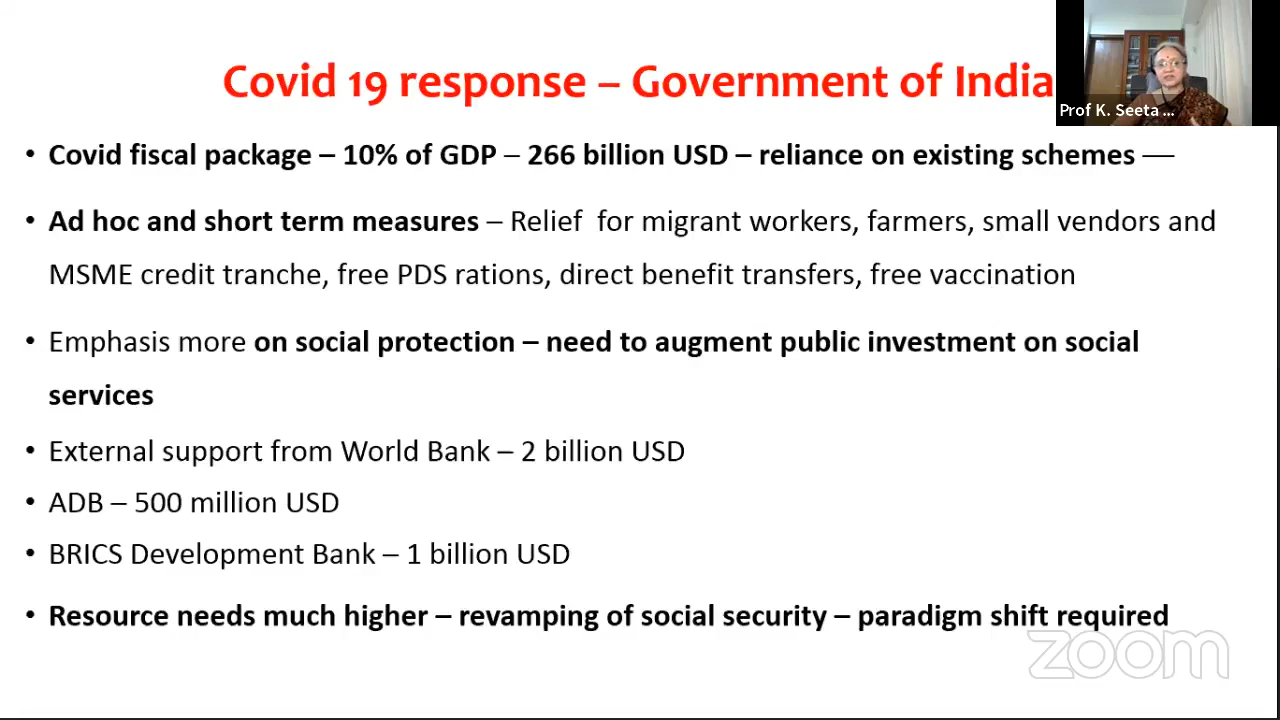 Covid 19 response – Government of India
Prof K. Seeta ...
• Covid fiscal package – 10% of GDP – 266 billion USD – reliance on existing schemes —
• Ad hoc and short term measures – Relief for migrant workers, farmers, small vendors and
MSME credit tranche, free PDS rations, direct benefit transfers, free vaccination
• Emphasis more on social protection – need to augment public investment on social
services
• External support from World Bank – 2 billion USD
• ADB – 500 million USD
• BRICS Development Bank – 1 billion USD
• Resource needs much higher – revamping of social security – paradigm shift required
zoom